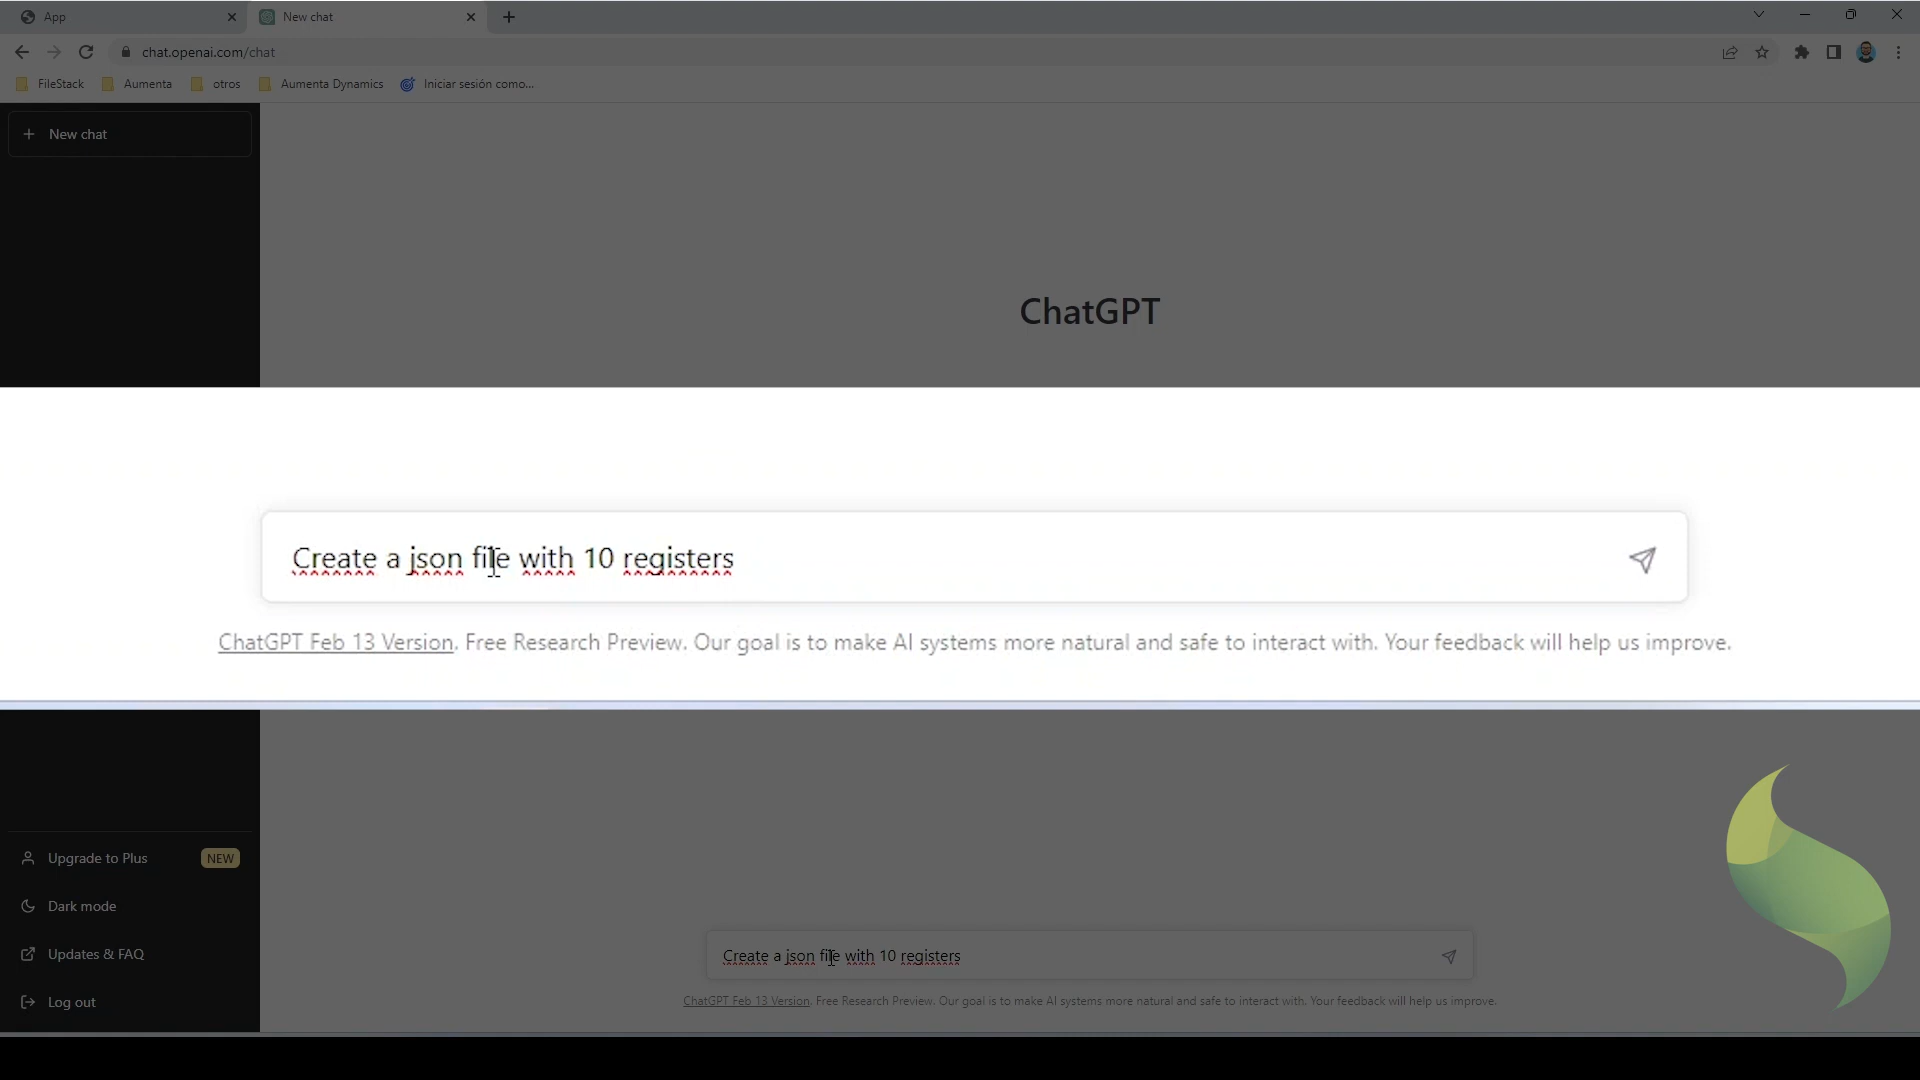 App
New chat
chat.openai.com/chat
FileStack
Aumenta
otros
Aumenta Dynamics
Iniciar sesión como...
New chat
ChatGPT
Create a json file with 10 registers
ChatGPT Feb 13 Version. Free Research Preview. Our goal is to make AI systems more natural and safe to interact with. Your feedback will help us improve.
Upgrade to Plus
NEW
Dark mode
Updates & FAQ
Log out
Create a json file with 10 registers
ChatGPT Feb 13 Version. Free Research Preview. Our goal is to make AI systems more natural and safe to interact with. Your feedback will help us improve.